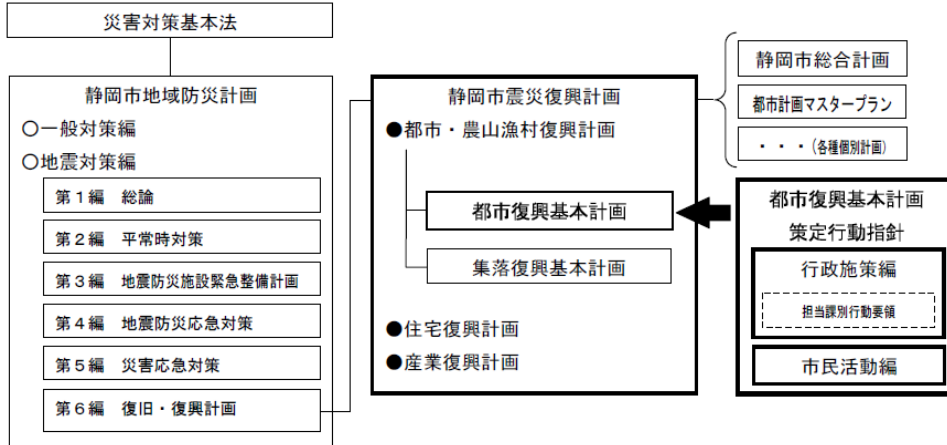 災害対策基本法
静岡市地域防災計画
〇一般対策編
〇地震対策編
第１編 総論
第２編 平常時対策
第３編 地震防災施設緊急整備計画
第４編 地震防災応急対策
第５編 災害応急対策
第６編 復旧・復興計画
静岡市震災復興計画
●都市・農山漁村復興計画
都市復興基本計画
集落復興基本計画
●住宅復興計画
●産業復興計画
静岡市総合計画
都市計画マスタープラン
・・・(各種個別計画)
都市復興基本計画
策定行動指針
行政施策編
担当課別行動要領
市民活動編